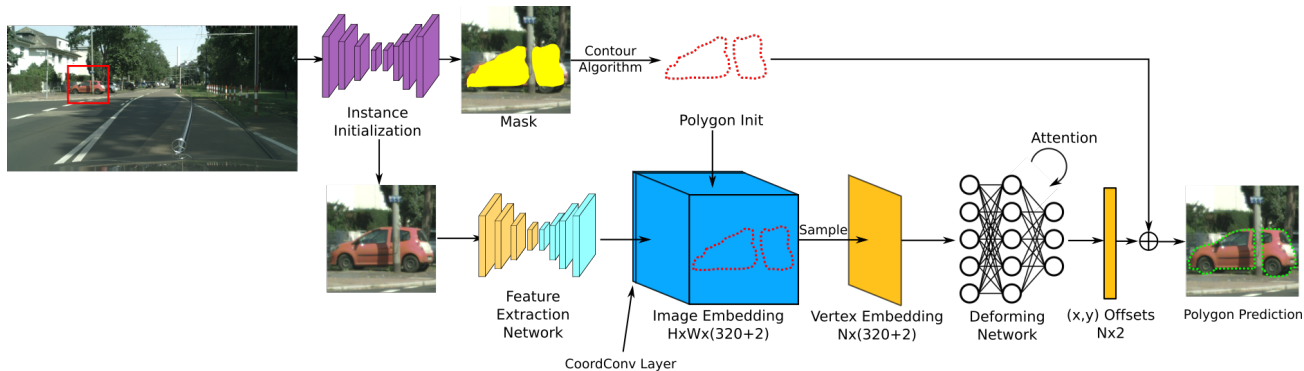 Contour
Algorithm
Instance
Initialization
Mask
Polygon Init
Attention
Sample
Feature
Extraction
Network
Image Embedding
HxWx(320+2)
Vertex Embedding
Nx(320+2)
Deforming
Network
(x,y) Offsets
Nx2
Polygon Prediction
CoordConv Layer